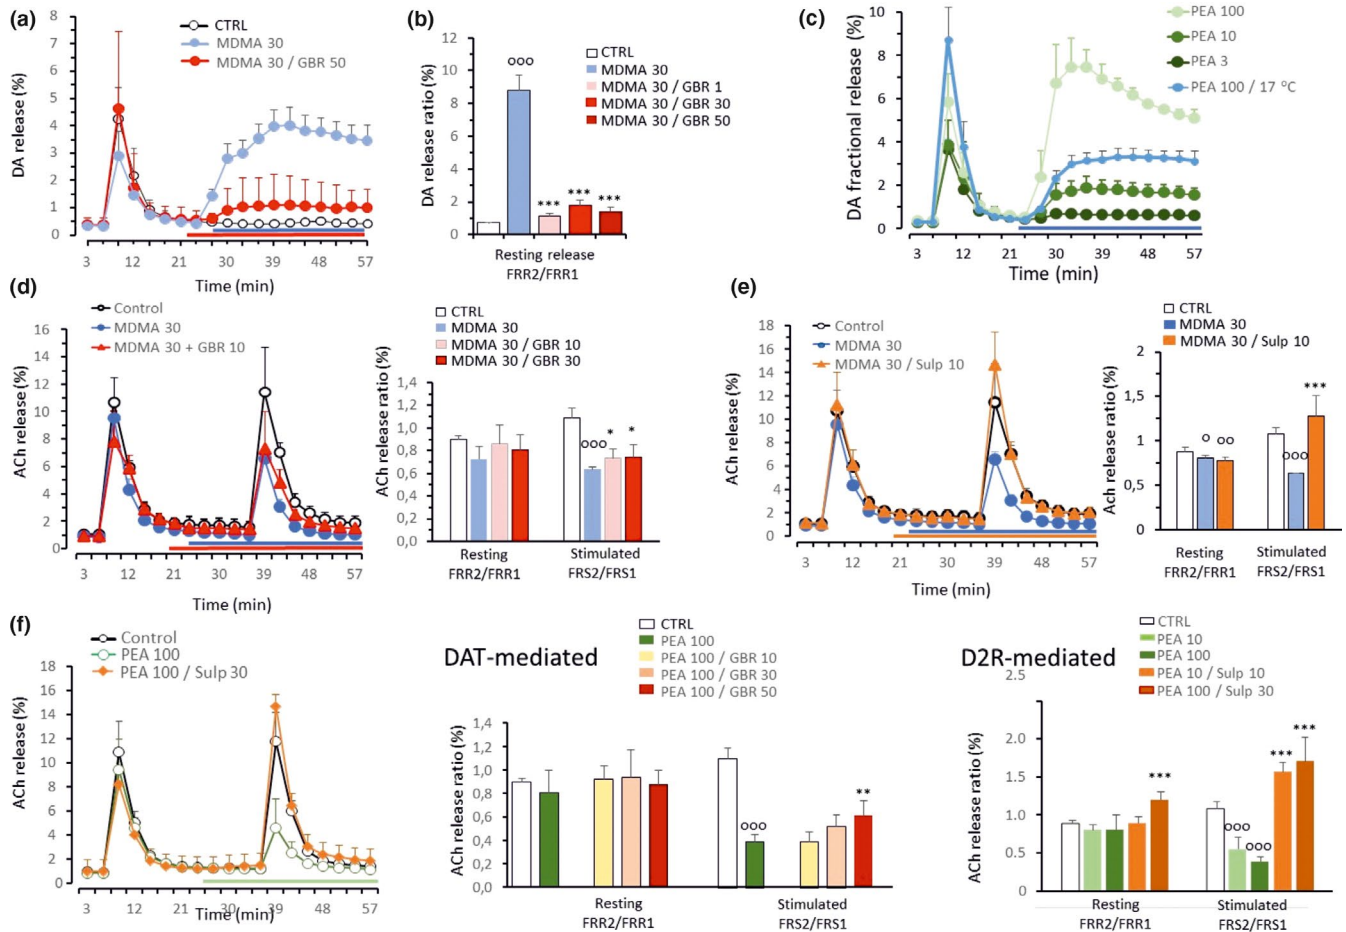 (a)
CTRL
MDMA 30
MDMA 30 / GBR 50
DA release (%)
8
7
6
5
4
3
2
1
0
3 12 21 30 39 48 57
Time (min)
(b)
CTRL
MDMA 30
MDMA 30 / GBR 1
MDMA 30 / GBR 30
MDMA 30 / GBR 50
DA release ratio (%)
12
10
8
6
4
2
0
ooo
*** *** ***
Resting release
FRR2/FRR1
(c)
PEA 100
PEA 10
PEA 3
PEA 100 / 17 °C
DA fractional release (%)
10
8
6
4
2
0
3 12 21 30 39 48 57
Time (min)
(d)
Control
MDMA 30
MDMA 30 + GBR 10
ACh release (%)
16
14
12
10
8
6
4
2
0
3 12 21 30 39 48 57
Time (min)
CTRL
MDMA 30
MDMA 30 / GBR 10
MDMA 30 / GBR 30
ACh release ratio (%)
1,4
1,2
1,0
0,8
0,6
0,4
0,2
0,0
ooo * *
Resting Stimulated
FRR2/FRR1 FRS2/FRS1
(e)
Control
MDMA 30
MDMA 30 / Sulp 10
ACh release (%)
18
16
14
12
10
8
6
4
2
0
3 12 21 30 39 48 57
Time (min)
CTRL
MDMA 30
MDMA 30 / Sulp 10
Ach release ratio (%)
2
1,5
1
0,5
0
o oo ooo ***
Resting Stimulated
FRR2/FRR1 FRS2/FRS1
(f)
Control
PEA 100
PEA 100 / Sulp 30
ACh release (%)
18
16
14
12
10
8
6
4
2
0
3 12 21 30 39 48 57
Time (min)
DAT-mediated
CTRL
PEA 100
PEA 100 / GBR 10
PEA 100 / GBR 30
PEA 100 / GBR 50
ACh release ratio (%)
1,4
1,2
1,0
0,8
0,6
0,4
0,2
0,0
ooo **
Resting Stimulated
FRR2/FRR1 FRS2/FRS1
D2R-mediated
CTRL
PEA 10
PEA 100
PEA 10 / Sulp 10
PEA 100 / Sulp 30
ACh release ratio (%)
2.5
2.0
1.5
1.0
0.5
0
*** ooo ooo *** ***
Resting Stimulated
FRR2/FRR1 FRS2/FRS1